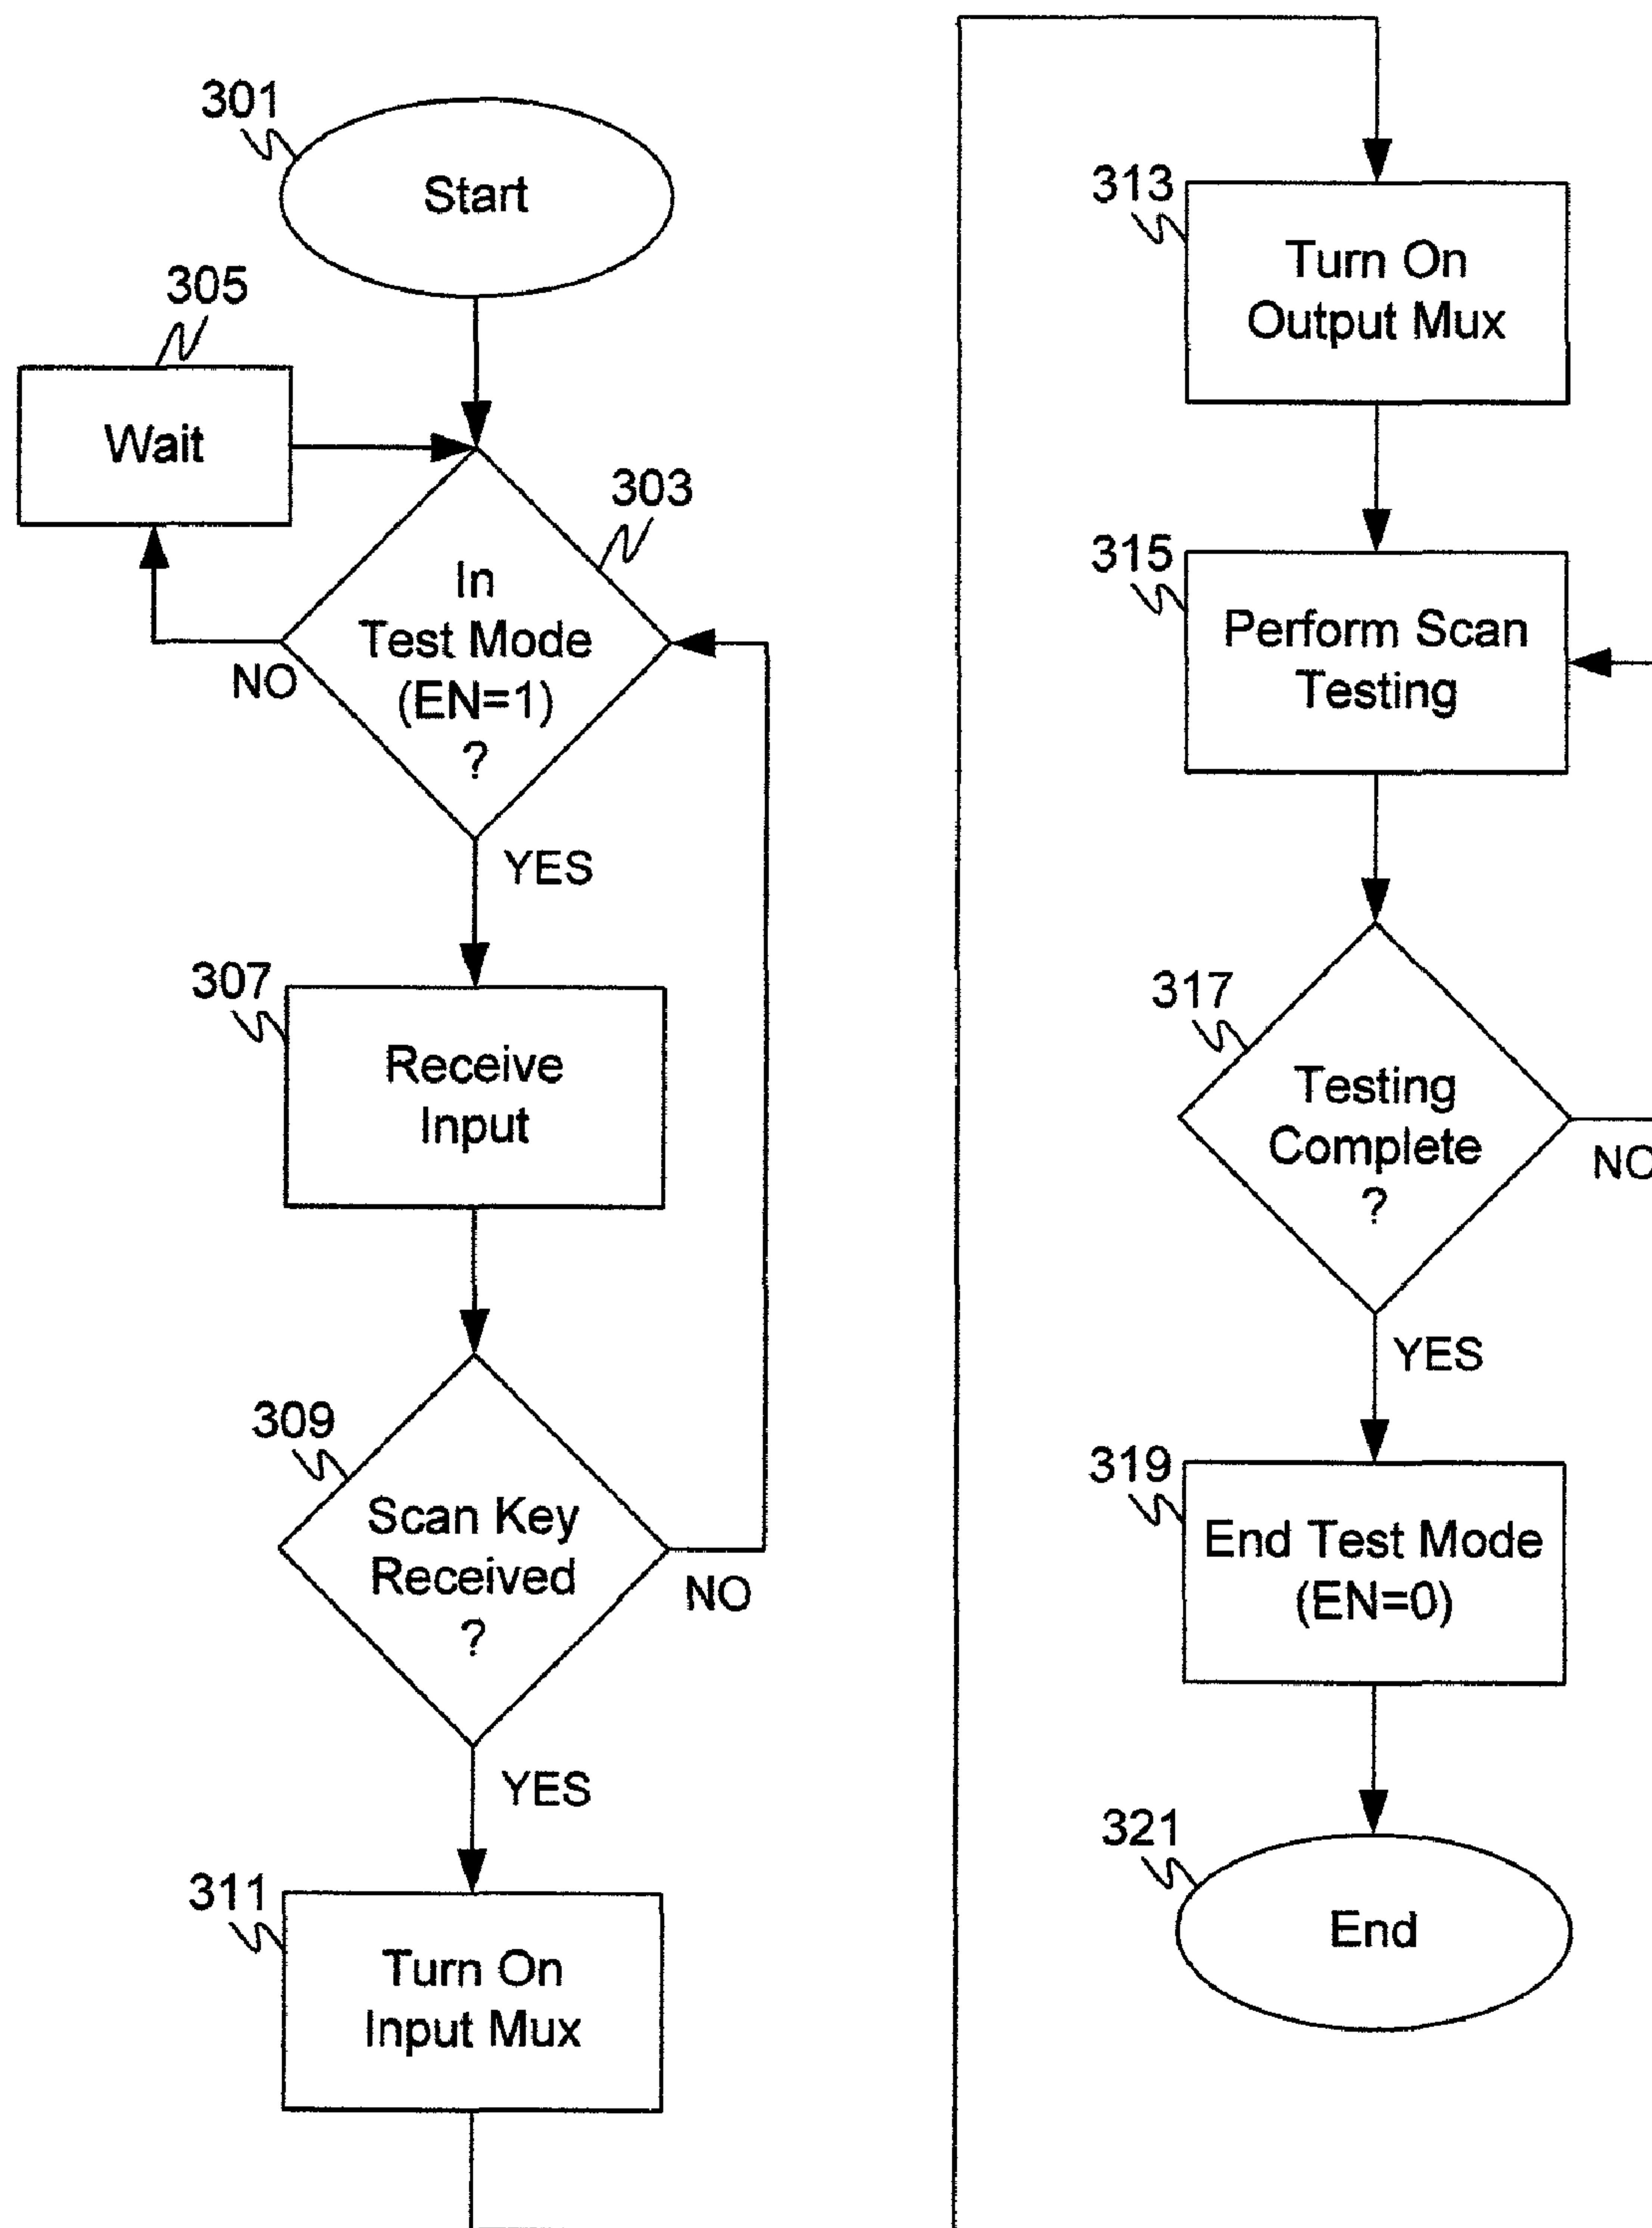 301
Start
305
Wait
303
In
Test Mode
(EN=1)
?
NO
YES
307
Receive
Input
309
Scan Key
Received
?
NO
YES
311
Turn On
Input Mux
313
Turn On
Output Mux
315
Perform Scan
Testing
317
Testing
Complete
?
NO
YES
319
End Test Mode
(EN=0)
321
End